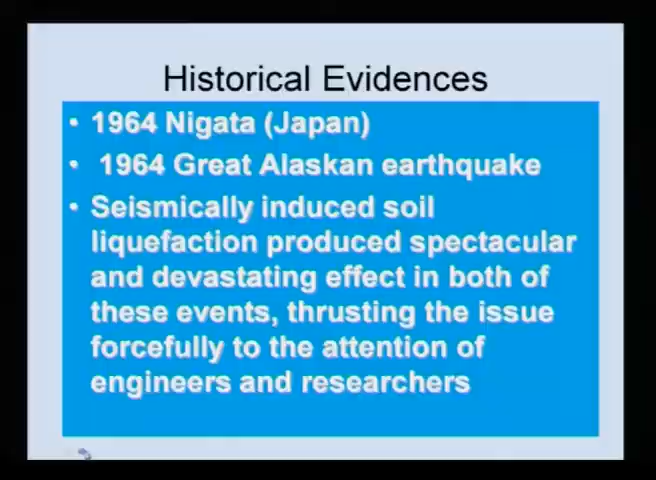 Historical Evidences
• 1964 Nigata (Japan)
• 1964 Great Alaskan earthquake
• Seismically induced soil
liquefaction produced spectacular
and devastating effect in both of
these events, thrusting the issue
forcefully to the attention of
engineers and researchers